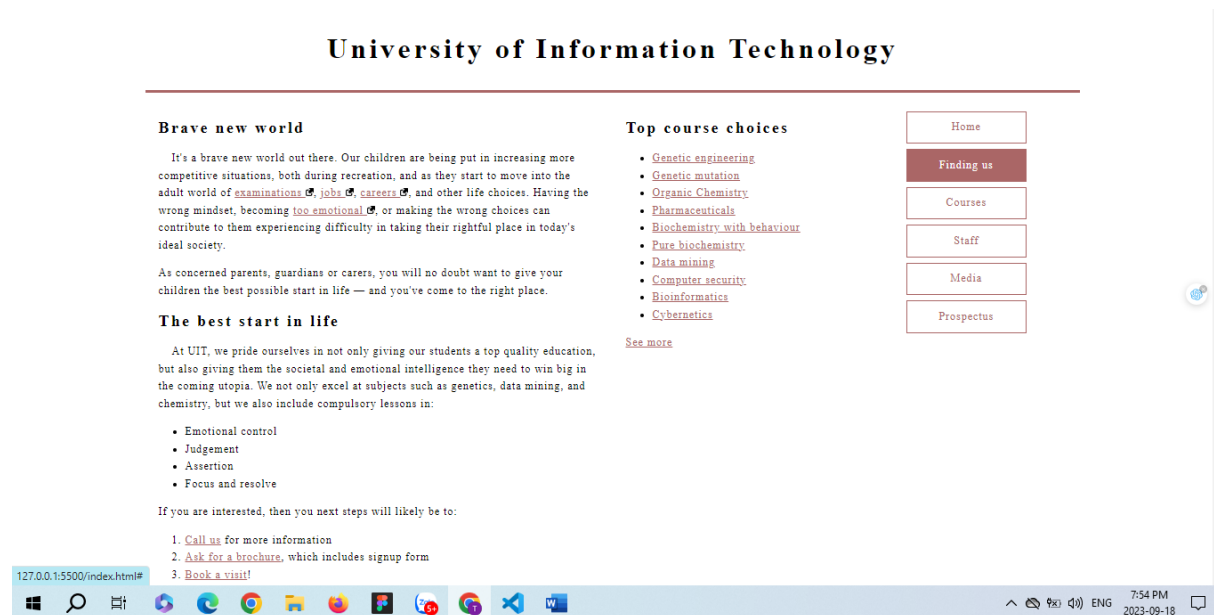 University of Information Technology
Brave new world
It's a brave new world out there. Our children are being put in increasing more
competitive situations, both during recreation, and as they start to move into the
adult world of examinations, jobs, careers, and other life choices. Having the
wrong mindset, becoming too emotional, or making the wrong choices can
contribute to them experiencing difficulty in taking their rightful place in today's
ideal society.
As concerned parents, guardians or carers, you will no doubt want to give your
children the best possible start in life — and you've come to the right place.
The best start in life
At UIT, we pride ourselves in not only giving our students a top quality education,
but also giving them the societal and emotional intelligence they need to win big in
the coming utopia. We not only excel at subjects such as genetics, data mining, and
chemistry, but we also include compulsory lessons in:
• Emotional control
• Judgement
• Assertion
• Focus and resolve
If you are interested, then you next steps will likely be to:
1. Call us for more information
2. Ask for a brochure, which includes signup form
3. Book a visit!
Top course choices
• Genetic engineering
• Genetic mutation
• Organic Chemistry
• Pharmaceuticals
• Biochemistry with behaviour
• Pure biochemistry
• Data mining
• Computer security
• Bioinformatics
• Cybernetics
See more
Home
Finding us
Courses
Staff
Media
Prospectus
127.0.0.1:5500/index.html#
5+
ENG
7:54 PM
2023-09-18